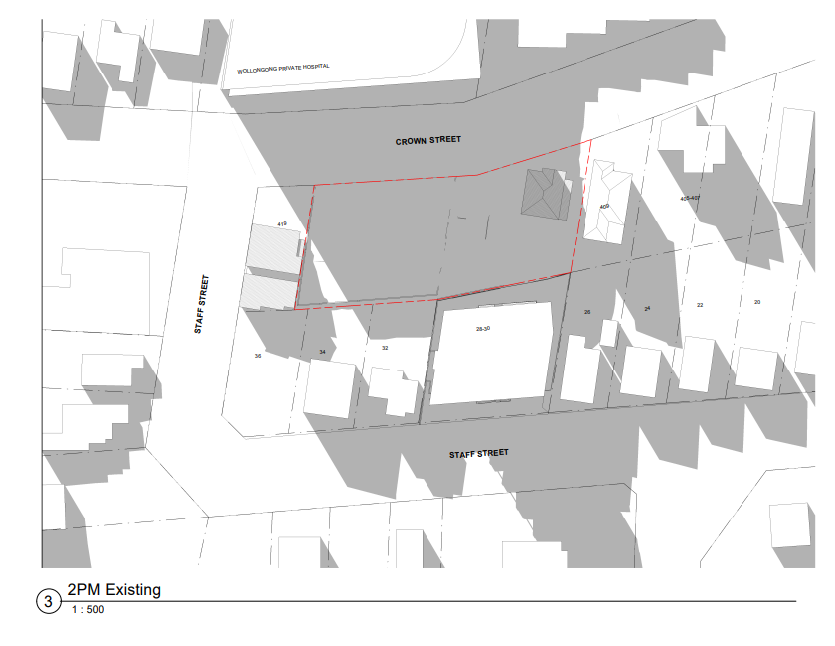 WOLLONGONG PRIVATE HOSPITAL
CROWN STREET
405-407
409
419
STAFF STREET
20
22
24
26
28-30
32
34
36
STAFF STREET
3
2PM Existing
1 : 500